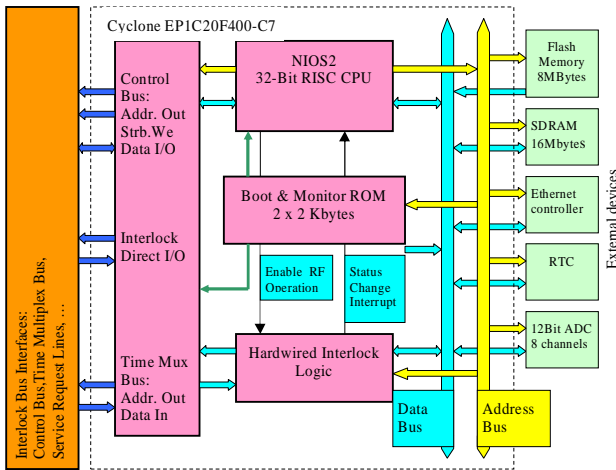 Cyclone EP1C20F400-C7
Interlock Bus Interfaces:
Control Bus,Time Multiplex Bus,
Service Request Lines, …
Control
Bus:
Addr. Out
Strb.We
Data I/O
Interlock
Direct I/O
Time Mux
Bus:
Addr. Out
Data In
NIOS2
32-Bit RISC CPU
Boot & Monitor ROM
2 x 2 Kbytes
Enable RF
Operation
Status
Change
Interrupt
Hardwired Interlock
Logic
Data
Bus
Address
Bus
Flash
Memory
8MBytes
SDRAM
16Mbytes
Ethernet
controller
RTC
12Bit ADC
8 channels
External devices